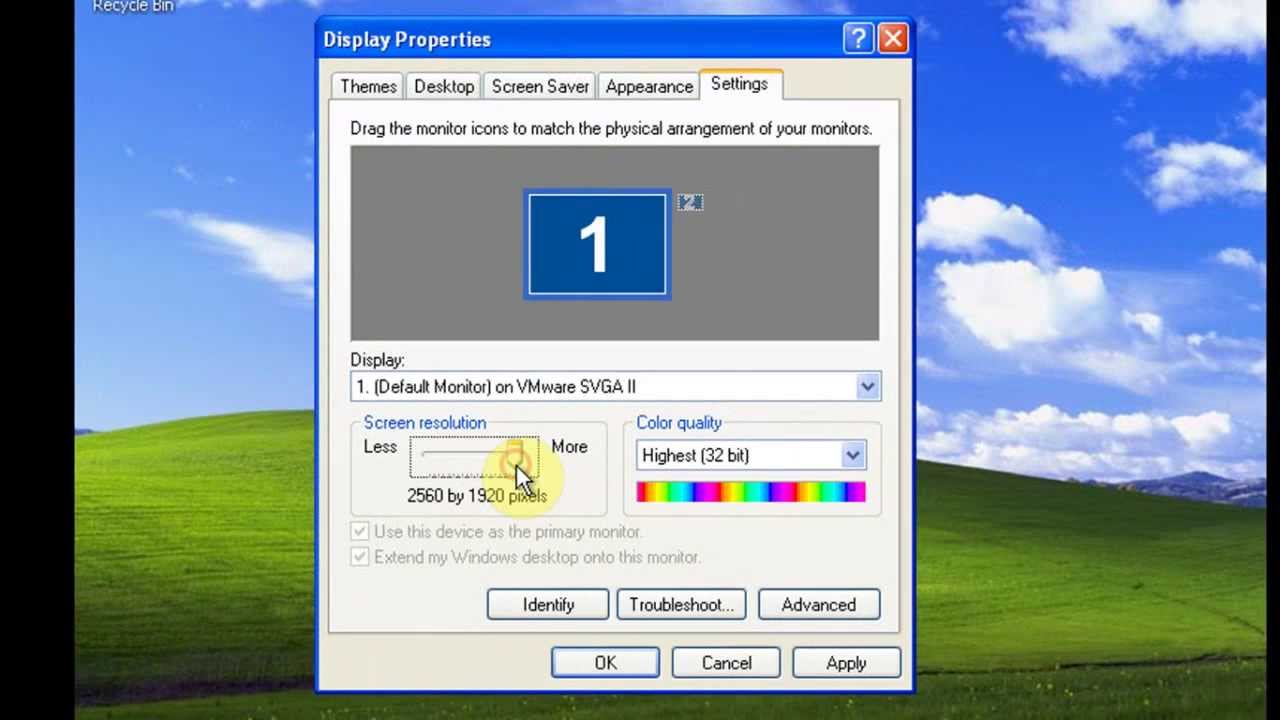 Recycle Bin
Display Properties
Themes Desktop Screen Saver Appearance Settings
Drag the monitor icons to match the physical arrangement of your monitors.
1
2
Display:
1. (Default Monitor) on VMware SVGA II
Screen resolution
Less More
2560 by 1920 pixels
Color quality
Highest (32 bit)
Use this device as the primary monitor.
Extend my Windows desktop onto this monitor.
Identify Troubleshoot... Advanced
OK Cancel Apply